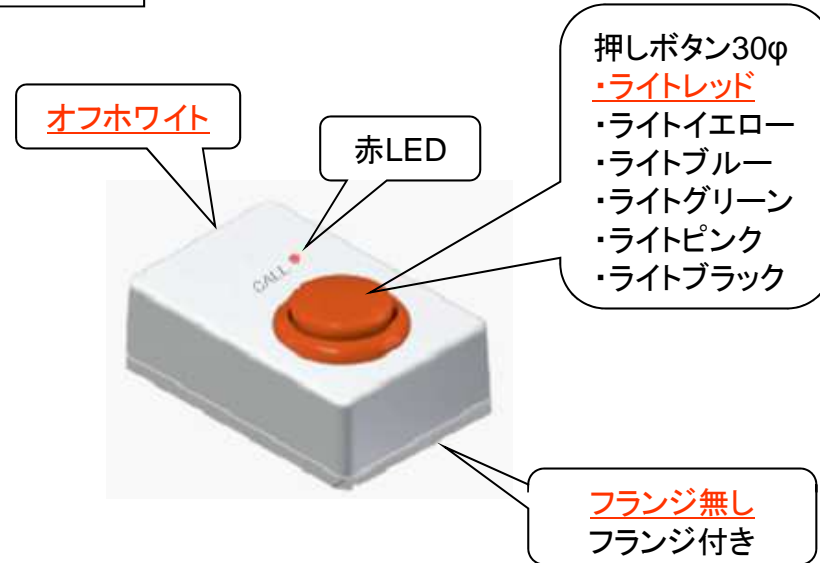 押しボタン30φ
・ライトレッド
・ライトイエロー
・ライトブルー
・ライトグリーン
・ライトピンク
・ライトブラック
オフホワイト
赤LED
CALL
フランジ無し
フランジ付き